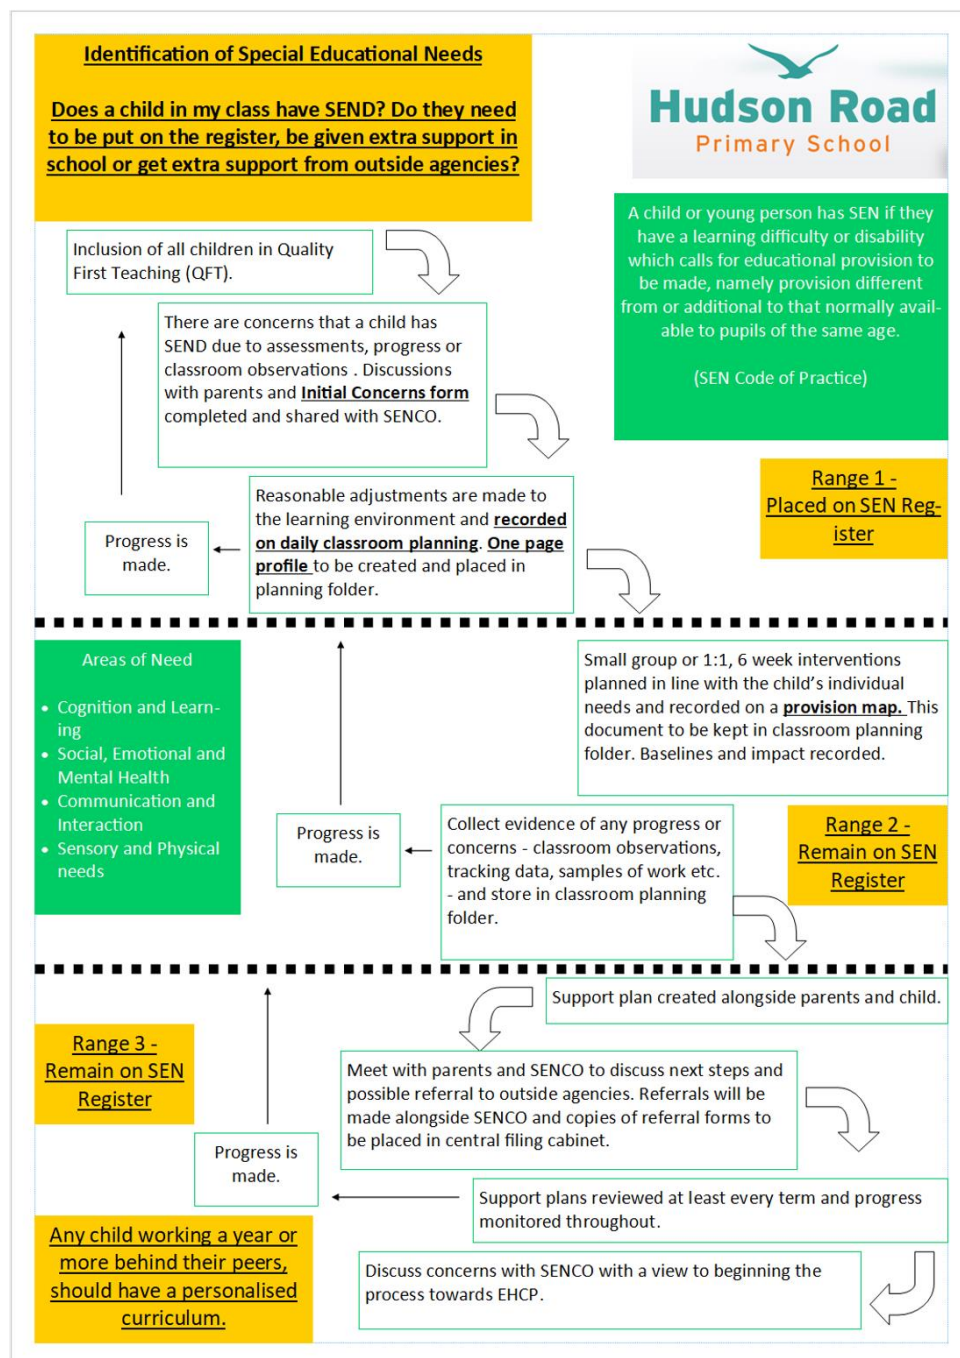 Identification of Special Educational Needs
Does a child in my class have SEND? Do they need
to be put on the register, be given extra support in
school or get extra support from outside agencies?
Hudson Road
Primary School
A child or young person has SEN if they
have a learning difficulty or disability
which calls for educational provision to
be made, namely provision different
from or additional to that normally avail-
able to pupils of the same age.
(SEN Code of Practice)
Inclusion of all children in Quality
First Teaching (QFT).
There are concerns that a child has
SEND due to assessments, progress or
classroom observations . Discussions
with parents and Initial Concerns form
completed and shared with SENCO.
Range 1 -
Placed on SEN Reg-
ister
Reasonable adjustments are made to
the learning environment and recorded
on daily classroom planning. One page
profile to be created and placed in
planning folder.
Progress is
made.
Areas of Need
• Cognition and Learn-
ing
• Social, Emotional and
Mental Health
• Communication and
Interaction
• Sensory and Physical
needs
Small group or 1:1, 6 week interventions
planned in line with the child's individual
needs and recorded on a provision map. This
document to be kept in classroom planning
folder. Baselines and impact recorded.
Progress is
made.
Collect evidence of any progress or
concerns - classroom observations,
tracking data, samples of work etc.
- and store in classroom planning
folder.
Range 2 -
Remain on SEN
Register
Support plan created alongside parents and child.
Range 3 -
Remain on SEN
Register
Meet with parents and SENCO to discuss next steps and
possible referral to outside agencies. Referrals will be
made alongside SENCO and copies of referral forms to
be placed in central filing cabinet.
Progress is
made.
Support plans reviewed at least every term and progress
monitored throughout.
Any child working a year or
more behind their peers,
should have a personalised
curriculum.
Discuss concerns with SENCO with a view to beginning the
process towards EHCP.